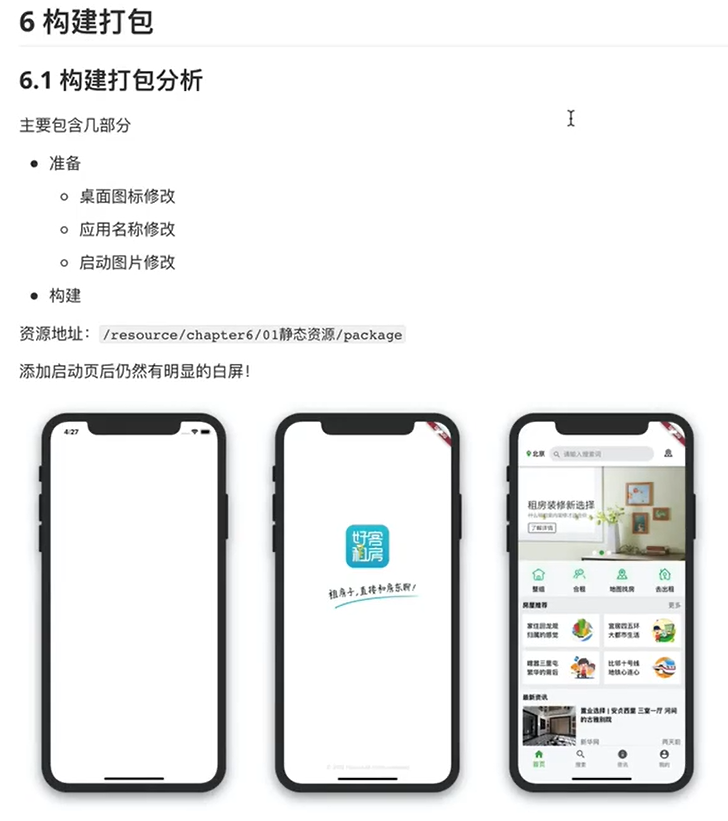 6 构建打包
6.1 构建打包分析
主要包含几部分
准备
桌面图标修改
应用名称修改
启动图片修改
构建
资源地址：/resource/chapter6/01静态资源/package
添加启动页后仍然有明显的白屏！
4:27
好客租房
租房子，直接和房东聊！
北京
请输入搜索词
租房装修新选择
了解详情
整租 合租 地图找房 去出租
房屋推荐 更多
家住回龙观 归属的感觉
宜居四五环 大都市生活
喧嚣三里屯 繁华的背后
比邻十号线 地铁心连心
最新资讯
置业选择 | 安贞西里 三室一厅 河间
的古雅别院
新华网 两天前
首页 搜索 资讯 我的